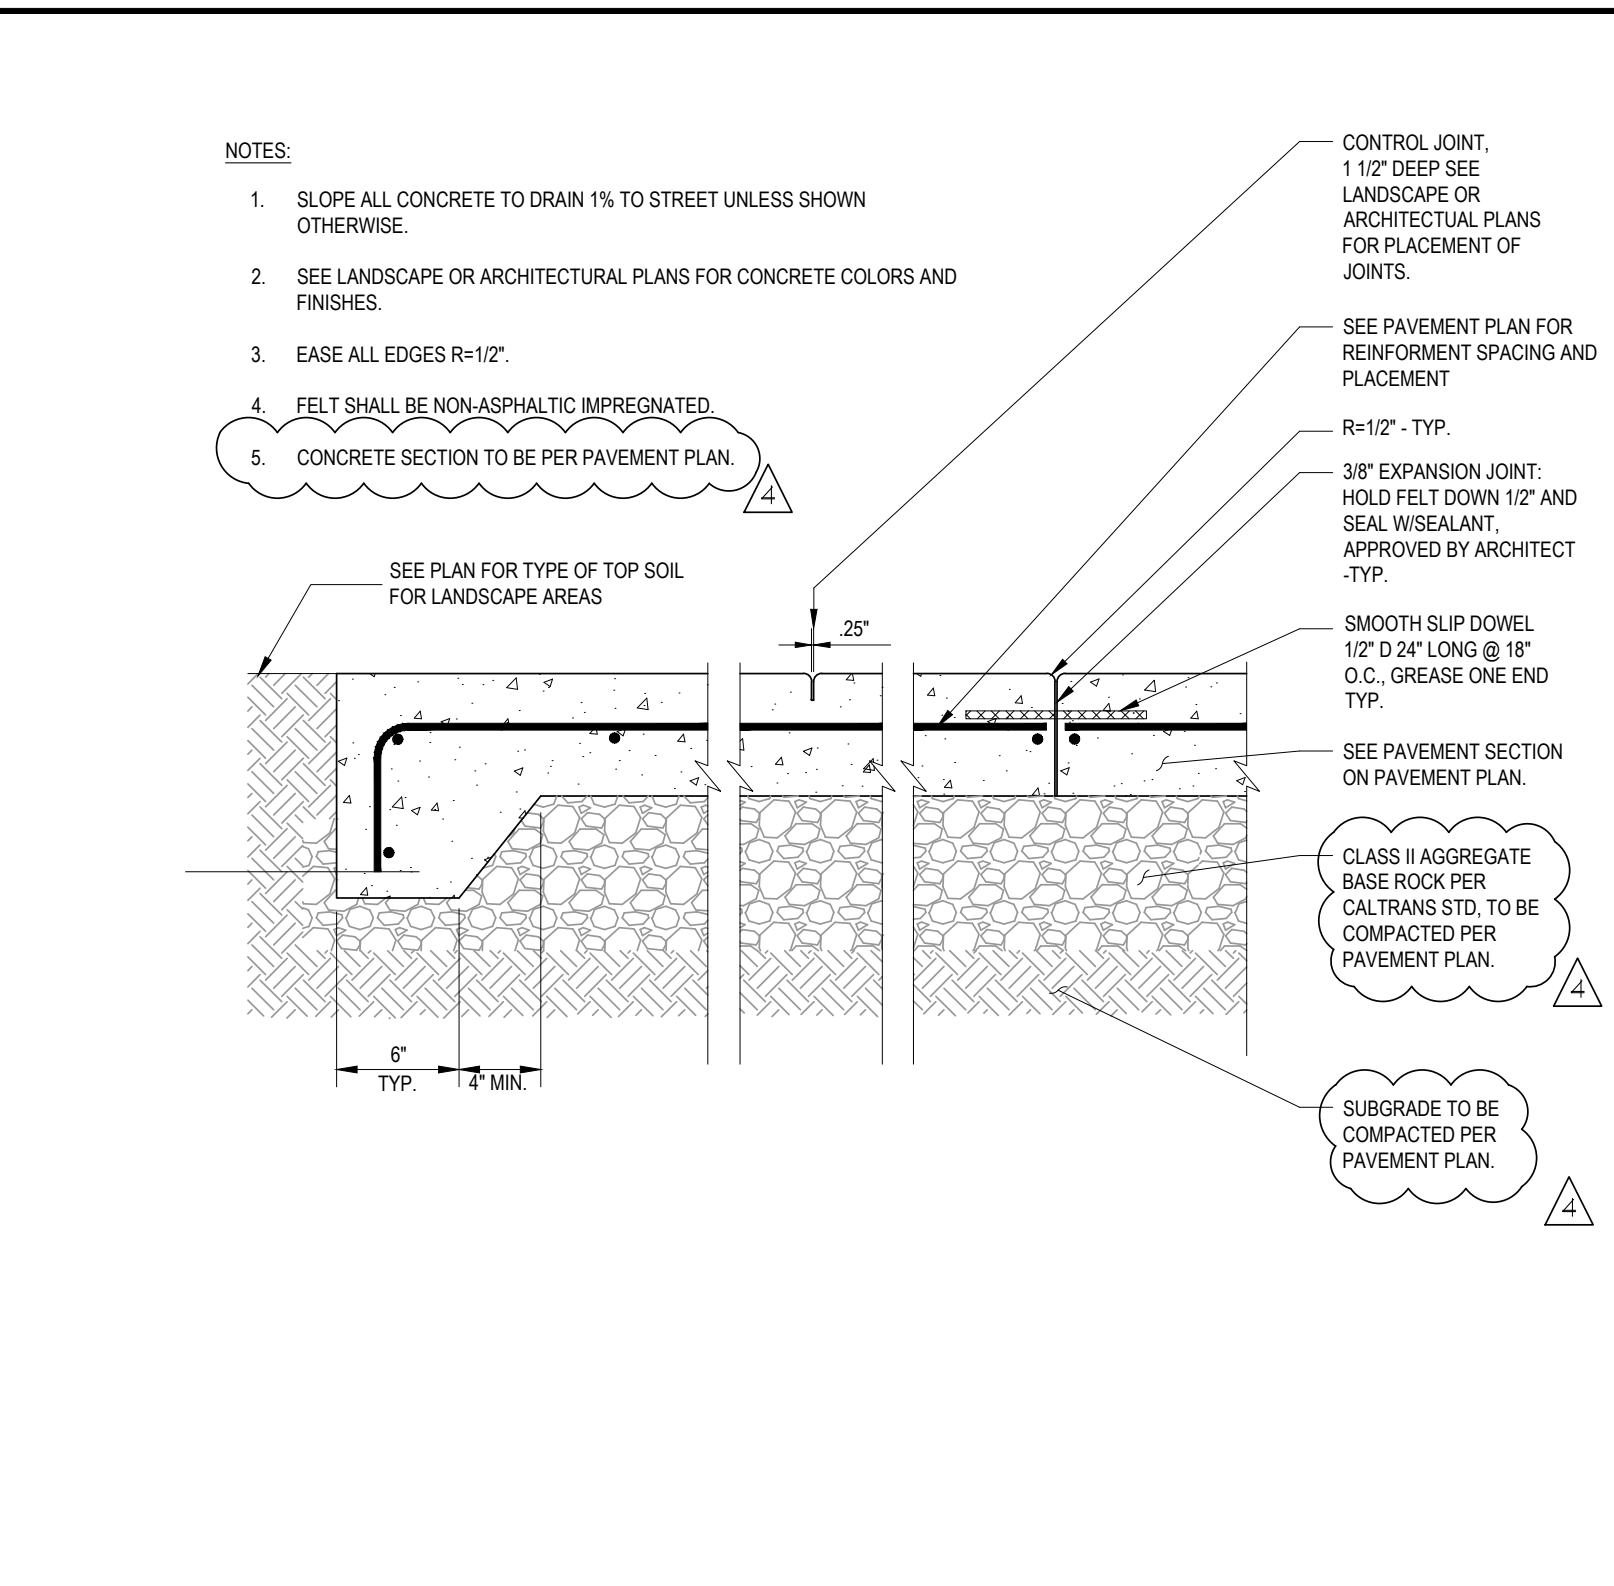 NOTES:
1. SLOPE ALL CONCRETE TO DRAIN 1% TO STREET UNLESS SHOWN
OTHERWISE.
2. SEE LANDSCAPE OR ARCHITECTURAL PLANS FOR CONCRETE COLORS AND
FINISHES.
3. EASE ALL EDGES R=1/2".
4. FELT SHALL BE NON-ASPHALTIC IMPREGNATED.
5. CONCRETE SECTION TO BE PER PAVEMENT PLAN.
4
SEE PLAN FOR TYPE OF TOP SOIL
FOR LANDSCAPE AREAS
.25"
6"
TYP.
4" MIN.
CONTROL JOINT,
1 1/2" DEEP SEE
LANDSCAPE OR
ARCHITECTUAL PLANS
FOR PLACEMENT OF
JOINTS.
SEE PAVEMENT PLAN FOR
REINFORMENT SPACING AND
PLACEMENT
R=1/2" - TYP.
3/8" EXPANSION JOINT:
HOLD FELT DOWN 1/2" AND
SEAL W/SEALANT,
APPROVED BY ARCHITECT
-TYP.
SMOOTH SLIP DOWEL
1/2" D 24" LONG @ 18"
O.C., GREASE ONE END
TYP.
SEE PAVEMENT SECTION
ON PAVEMENT PLAN.
CLASS II AGGREGATE
BASE ROCK PER
CALTRANS STD, TO BE
COMPACTED PER
PAVEMENT PLAN.
4
SUBGRADE TO BE
COMPACTED PER
PAVEMENT PLAN.
4